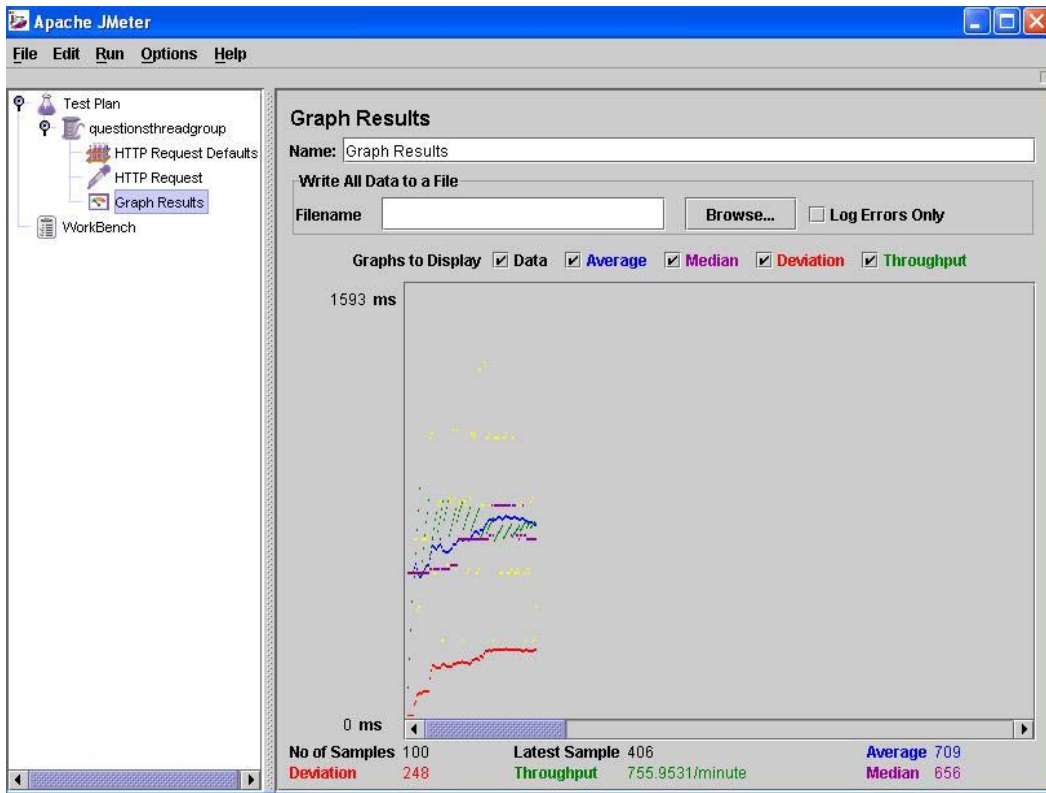 Apache JMeter
File Edit Run Options Help
Test Plan
questionsthreadgroup
HTTP Request Defaults
HTTP Request
Graph Results
WorkBench
Graph Results
Name: Graph Results
Write All Data to a File
Filename Browse... Log Errors Only
Graphs to Display Data Average Median Deviation Throughput
1593 ms
0 ms
No of Samples 100 Latest Sample 406 Average 709
Deviation 248 Throughput 755.9531/minute Median 656